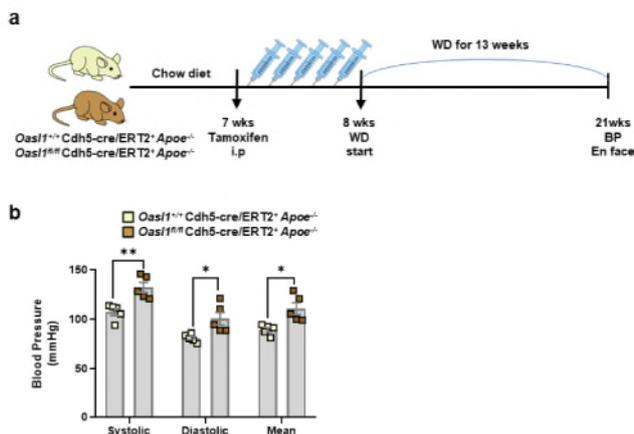 a
Chow diet
WD for 13 weeks
Oasl1+/+ Cdh5-cre/ERT2+ Apoe-/-
Oasl1fl/fl Cdh5-cre/ERT2+ Apoe-/-
7 wks
Tamoxifen
i.p
8 wks
WD
start
21wks
BP
En face
b
Oasl1+/+ Cdh5-cre/ERT2+ Apoe-/-
Oasl1fl/fl Cdh5-cre/ERT2+ Apoe-/-
Blood Pressure
(mmHg)
150
100
50
0
**
*
*
Systolic
Diastolic
Mean